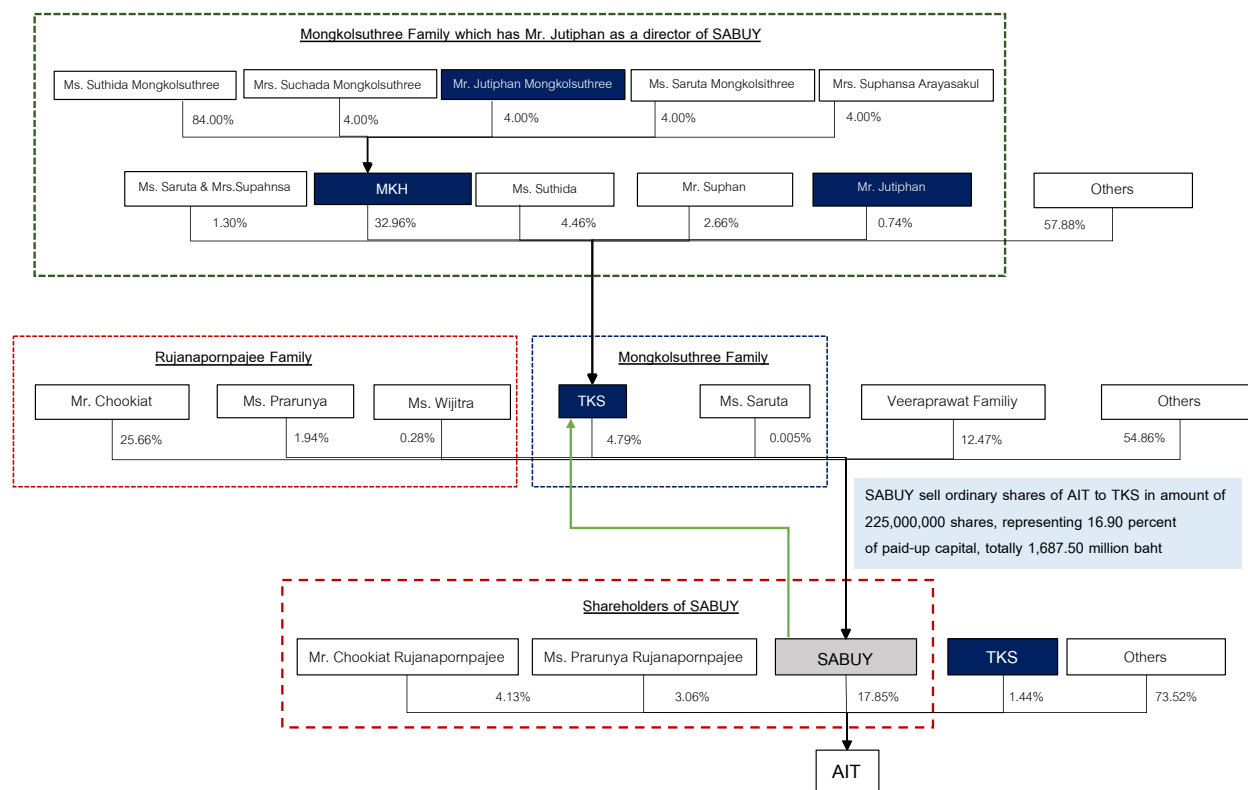 Mongkolsuthree Family which has Mr. Jutiphan as a director of SABUY
Ms. Suthida Mongkolsuthree
Mrs. Suchada Mongkolsuthree
Mr. Jutiphan Mongkolsuthree
Ms. Saruta Mongkolsithree
Mrs. Suphansa Arayasakul
84.00%
4.00%
4.00%
4.00%
4.00%
Ms. Saruta & Mrs.Supahnsa
MKH
Ms. Suthida
Mr. Suphan
Mr. Jutiphan
Others
1.30%
32.96%
4.46%
2.66%
0.74%
57.88%
Rujanapornpajee Family
Mongkolsuthree Family
Mr. Chookiat
Ms. Prarunya
Ms. Wijitra
TKS
Ms. Saruta
Veeraprawat Familiy
Others
25.66%
1.94%
0.28%
4.79%
0.005%
12.47%
54.86%
SABUY sell ordinary shares of AIT to TKS in amount of
225,000,000 shares, representing 16.90 percent
of paid-up capital, totally 1,687.50 million baht
Shareholders of SABUY
Mr. Chookiat Rujanapornpajee
Ms. Prarunya Rujanapornpajee
SABUY
TKS
Others
4.13%
3.06%
17.85%
1.44%
73.52%
AIT